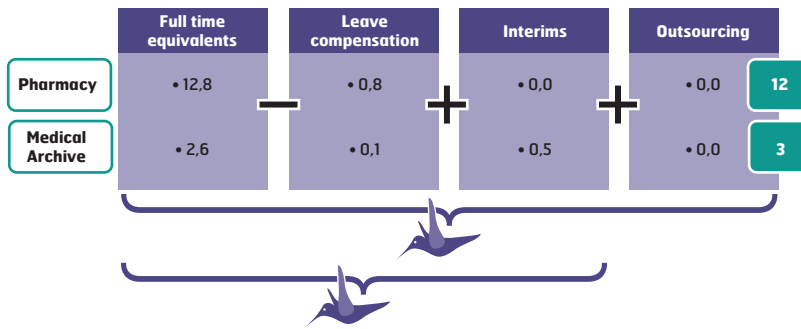 Full time
equivalents
Leave
compensation
Interims
Outsourcing
Pharmacy
• 12,8
• 0,8
• 0,0
• 0,0
12
Medical
Archive
• 2,6
• 0,1
• 0,5
• 0,0
3